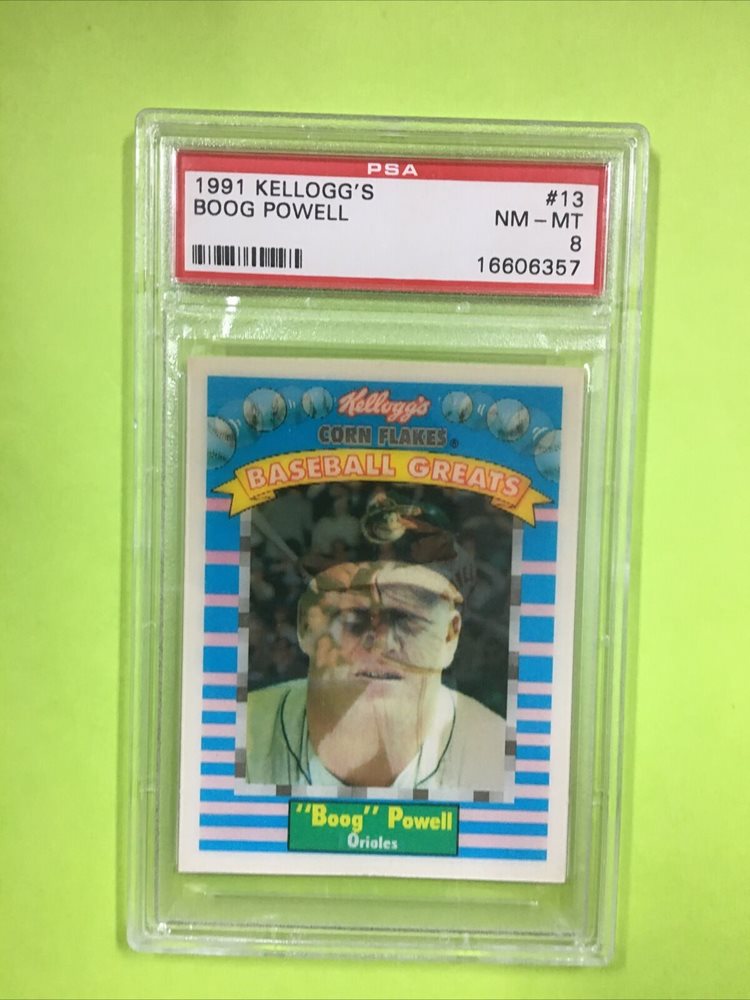 PSA
1991 KELLOGG'S #13
BOOG POWELL NM - MT
8
16606357
Kellogg's
CORN FLAKES®
BASEBALL GREATS
"Boog" Powell
Orioles